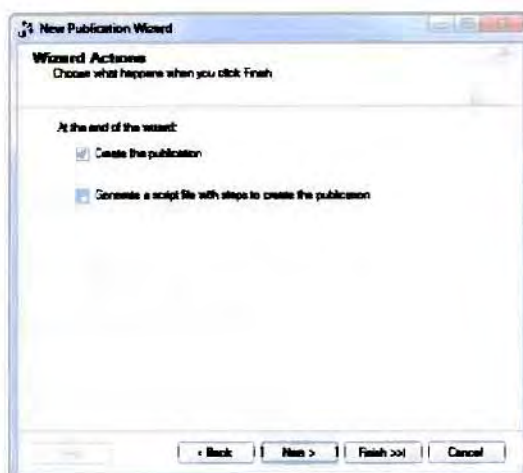 New Publication Wizard
Wizard Actions
Choose what happens when you click Finish
At the end of the wizard:
Create the publication
Generate a script file with steps to create the publication
< Back
Next >
Finish >>|
Cancel